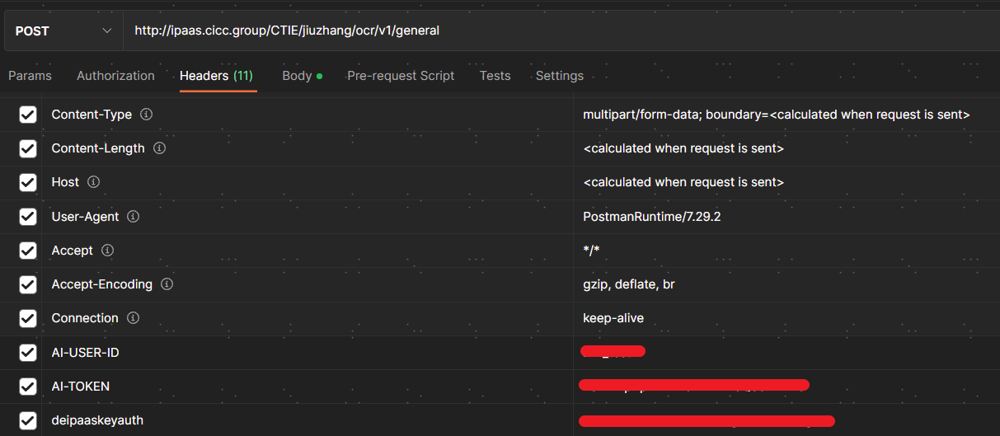 POST http://ipaas.cicc.group/CTIE/jiuzhang/ocr/v1/general
Params Authorization Headers (11) Body Pre-request Script Tests Settings
Content-Type multipart/form-data; boundary=<calculated when request is sent>
Content-Length <calculated when request is sent>
Host <calculated when request is sent>
User-Agent PostmanRuntime/7.29.2
Accept */*
Accept-Encoding gzip, deflate, br
Connection keep-alive
AI-USER-ID
AI-TOKEN
deipaaskeyauth